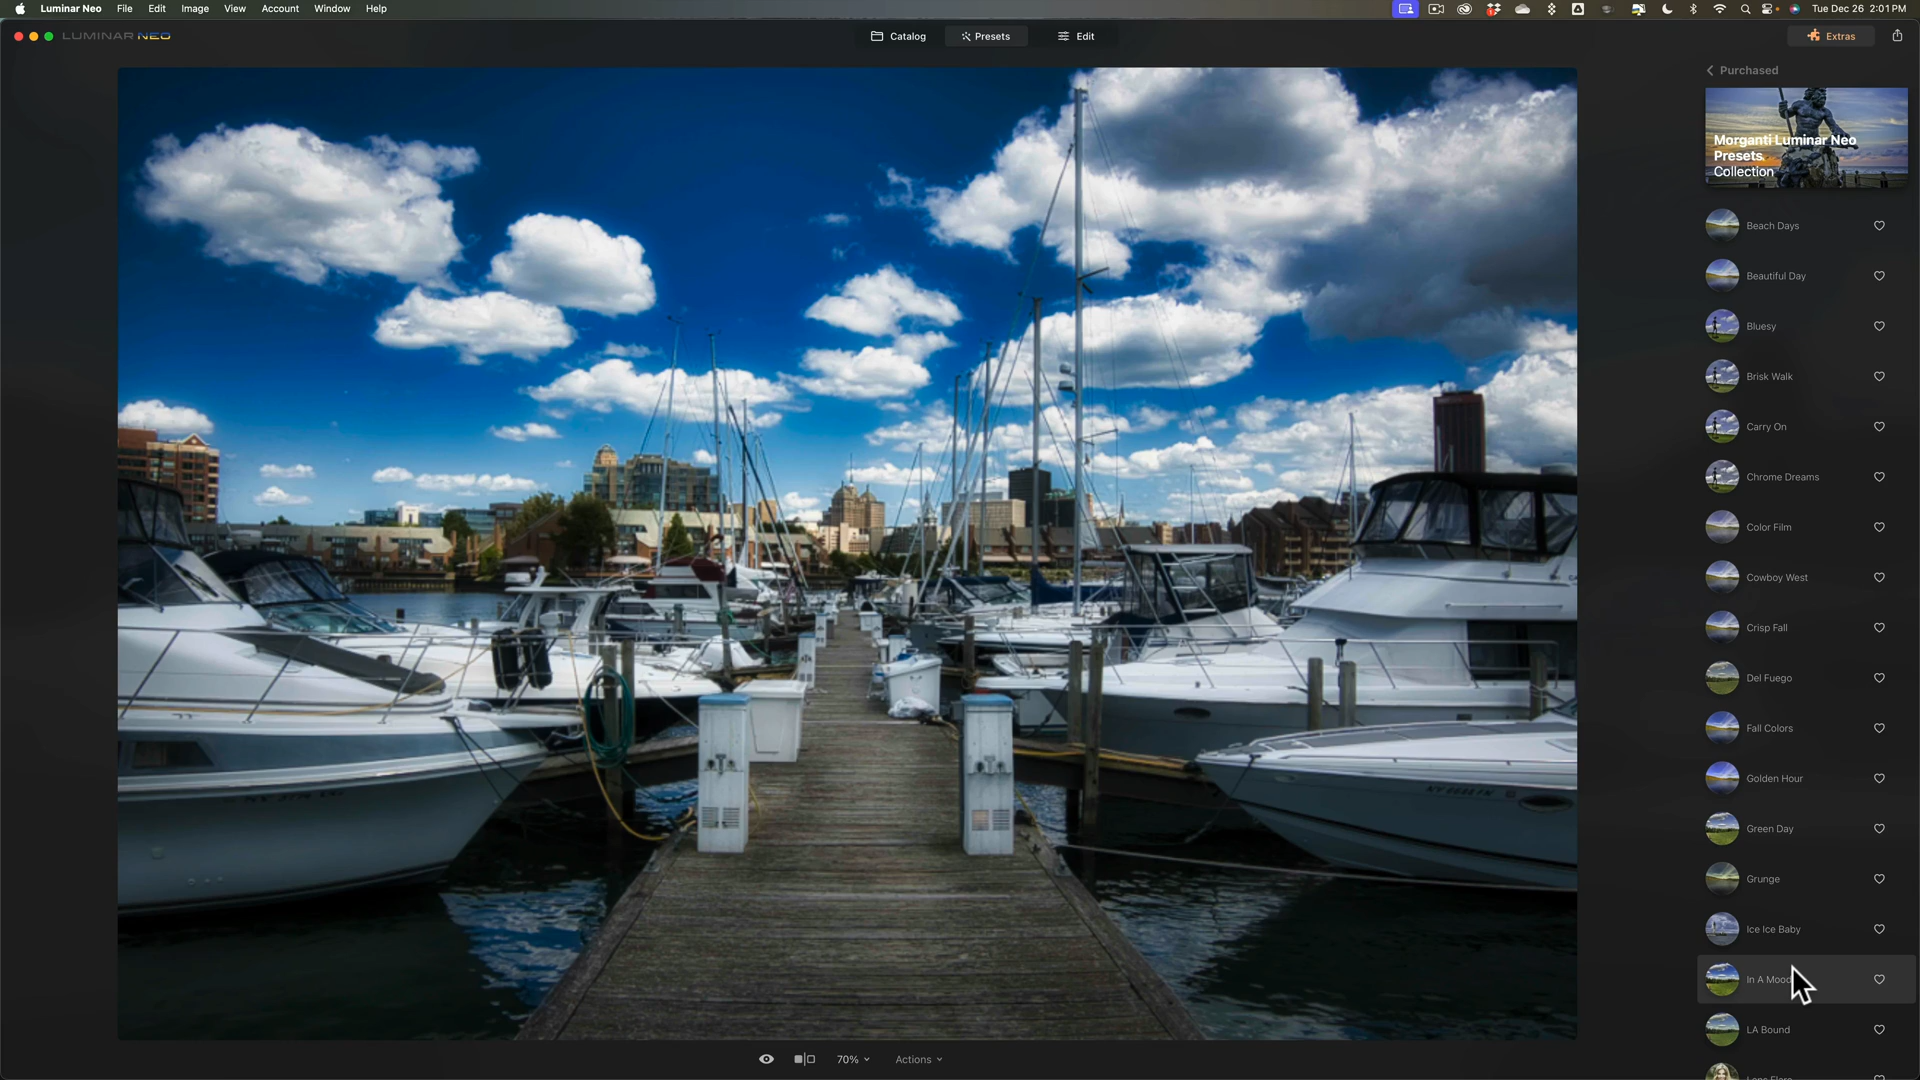 Luminar Neo File Edit Image View Account Window Help Tue Dec 26 2:01 PM
LUMINAR NEO Catalog Presets Edit Extras
Purchased
Morganti Luminar Neo
Presets
Collection
Beach Days
Beautiful Day
Bluesy
Brisk Walk
Carry On
Chrome Dreams
Color Film
Cowboy West
Crisp Fall
Del Fuego
Fall Colors
Golden Hour
Green Day
Grunge
Ice Ice Baby
In A Mood
LA Bound
70% Actions